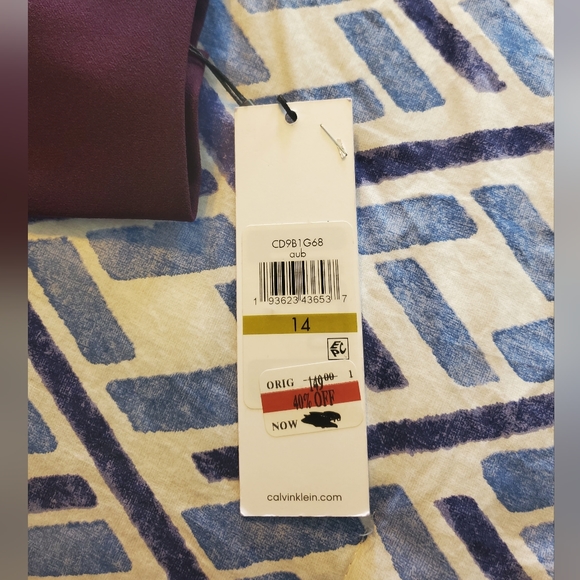 CD9B1G68
aub
1 93623 43653 7
14
ORIG 149.00 1
40% OFF
NOW
calvinklein.com